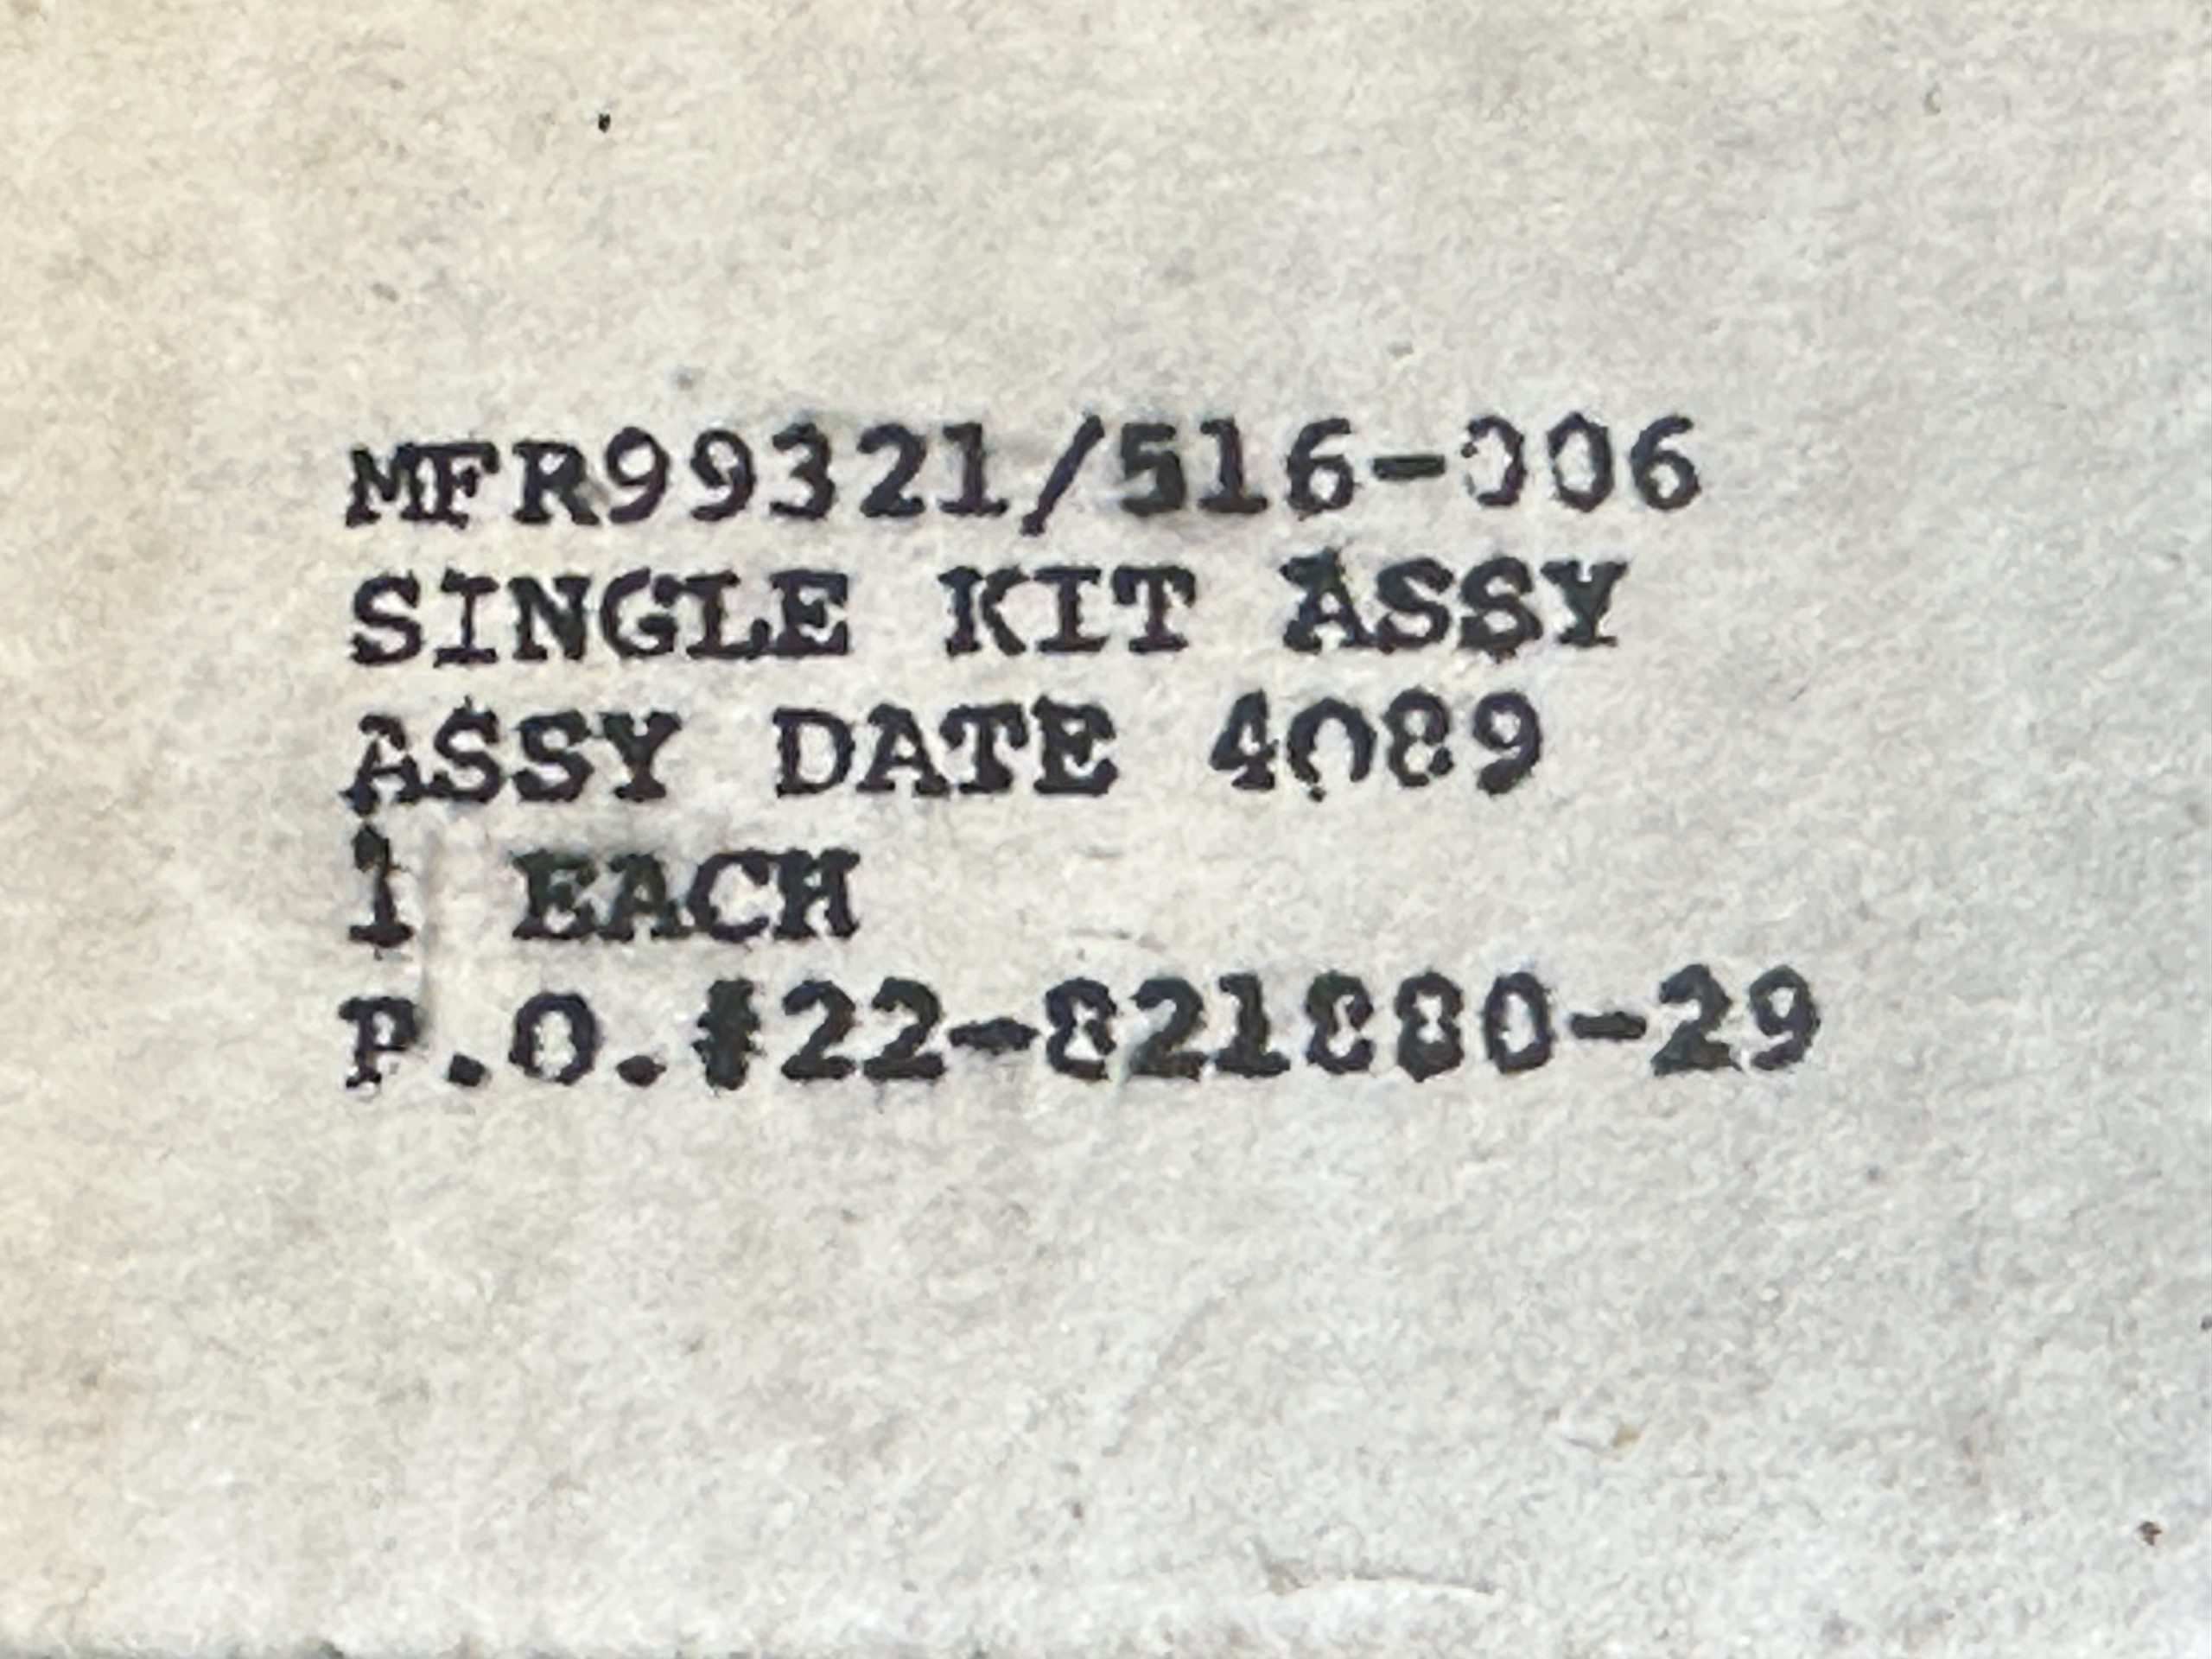 MFR99321/516-006
SINGLE KIT ASSY
ASSY DATE 4089
1 EACH
P.O.#22-821880-29